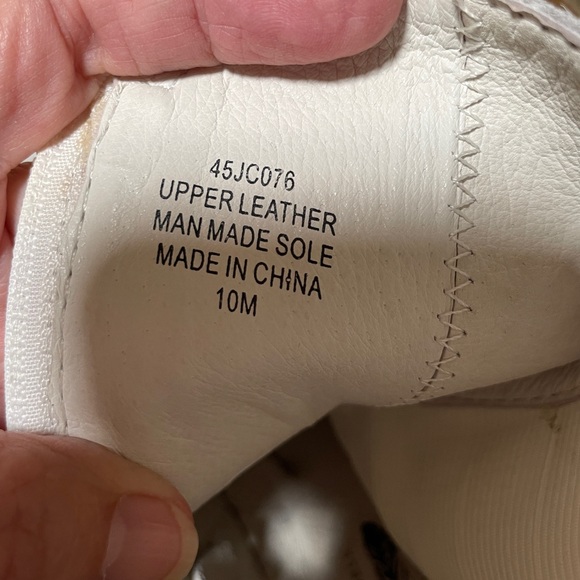 45JC076
UPPER LEATHER
MAN MADE SOLE
MADE IN CHINA
10M